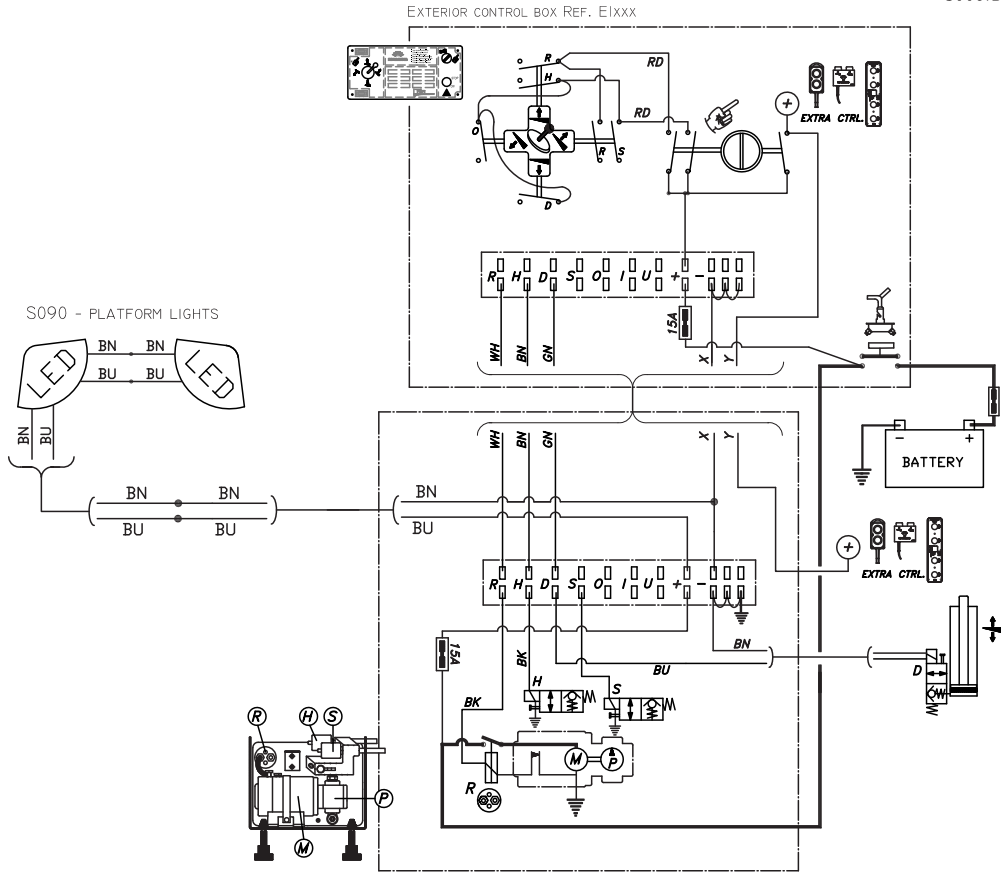 EXTERIOR CONTROL BOX REF. EIxxx
R
RD
H
RD
EXTRA CTRL.
O
R S
D
R H D S O I U + -
15A
WH BN GN X Y
S090 - PLATFORM LIGHTS
BN BN
LED LED
BU BU
BN BU
- +
BATTERY
WH BN GN X Y
BN BN BN
BU BU BU
EXTRA CTRL.
R H D S O I U + -
15A
BN
BK
BU
D
H S
BK
R H S
M P
R
P
M